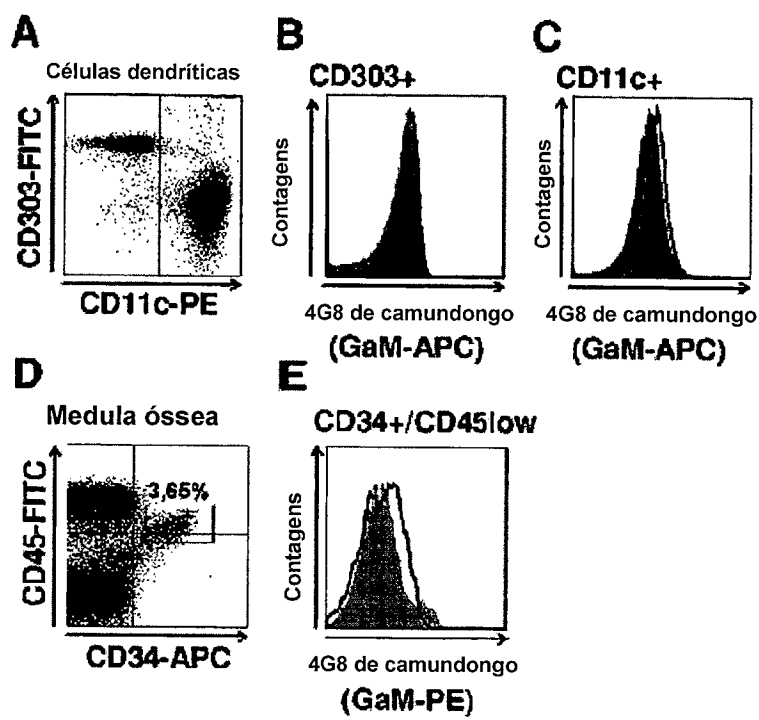 A
Células dendríticas
CD303-FITC
CD11c-PE
B
CD303+
Contagens
4G8 de camundongo
(GaM-APC)
C
CD11c+
Contagens
4G8 de camundongo
(GaM-APC)
D
Medula óssea
3,65%
CD45-FITC
CD34-APC
E
CD34+/CD45low
Contagens
4G8 de camundongo
(GaM-PE)